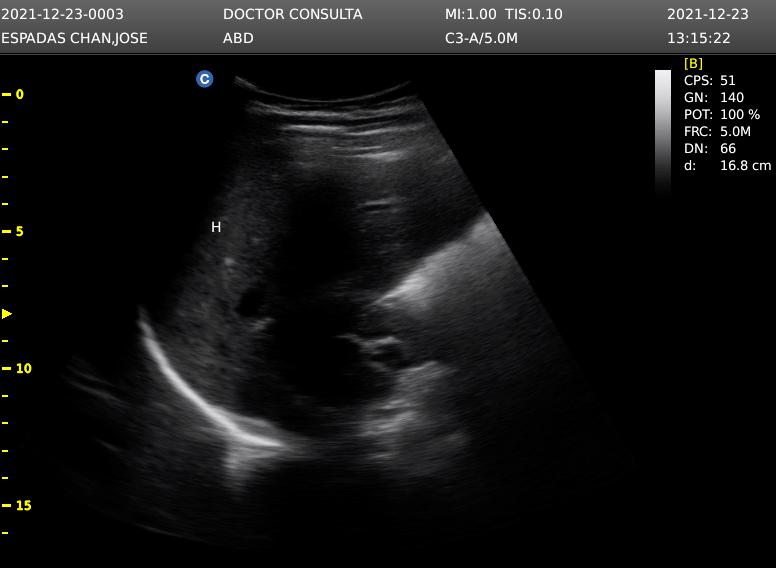 2021-12-23-0003 DOCTOR CONSULTA MI:1.00 TIS:0.10 2021-12-23
ESPADAS CHAN,JOSE ABD C3-A/5.0M 13:15:22
C
[B]
CPS: 51
GN: 140
POT: 100 %
FRC: 5.0M
DN: 66
d: 16.8 cm
0
5
H
10
15